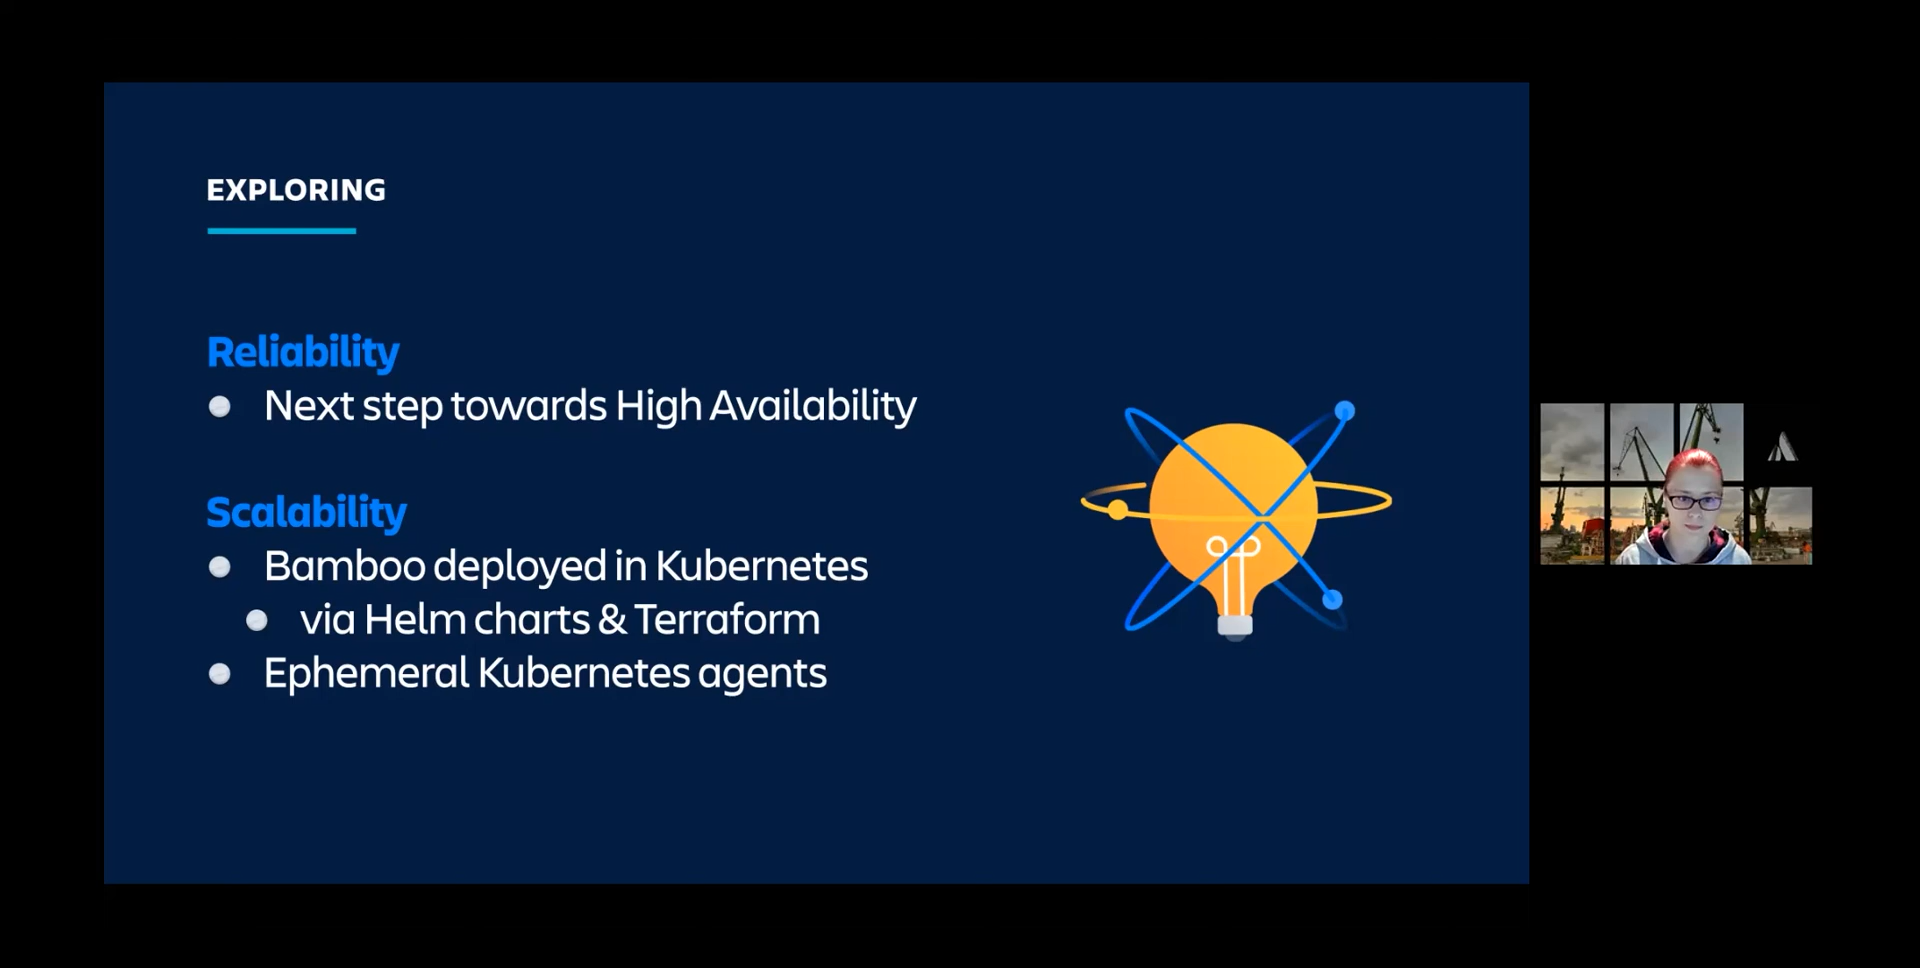 EXPLORING
Reliability
Next step towards High Availability
Scalability
Bamboo deployed in Kubernetes
via Helm charts & Terraform
Ephemeral Kubernetes agents